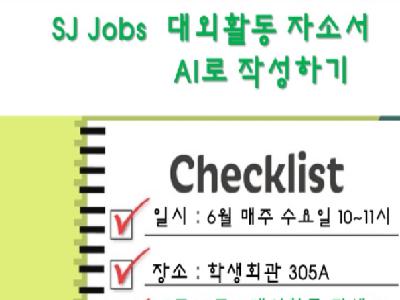 SJ Jobs 대외활동 자소서
AI로 작성하기
Checklist
일시 : 6월 매주 수요일 10~11시
장소 : 학생회관 305A